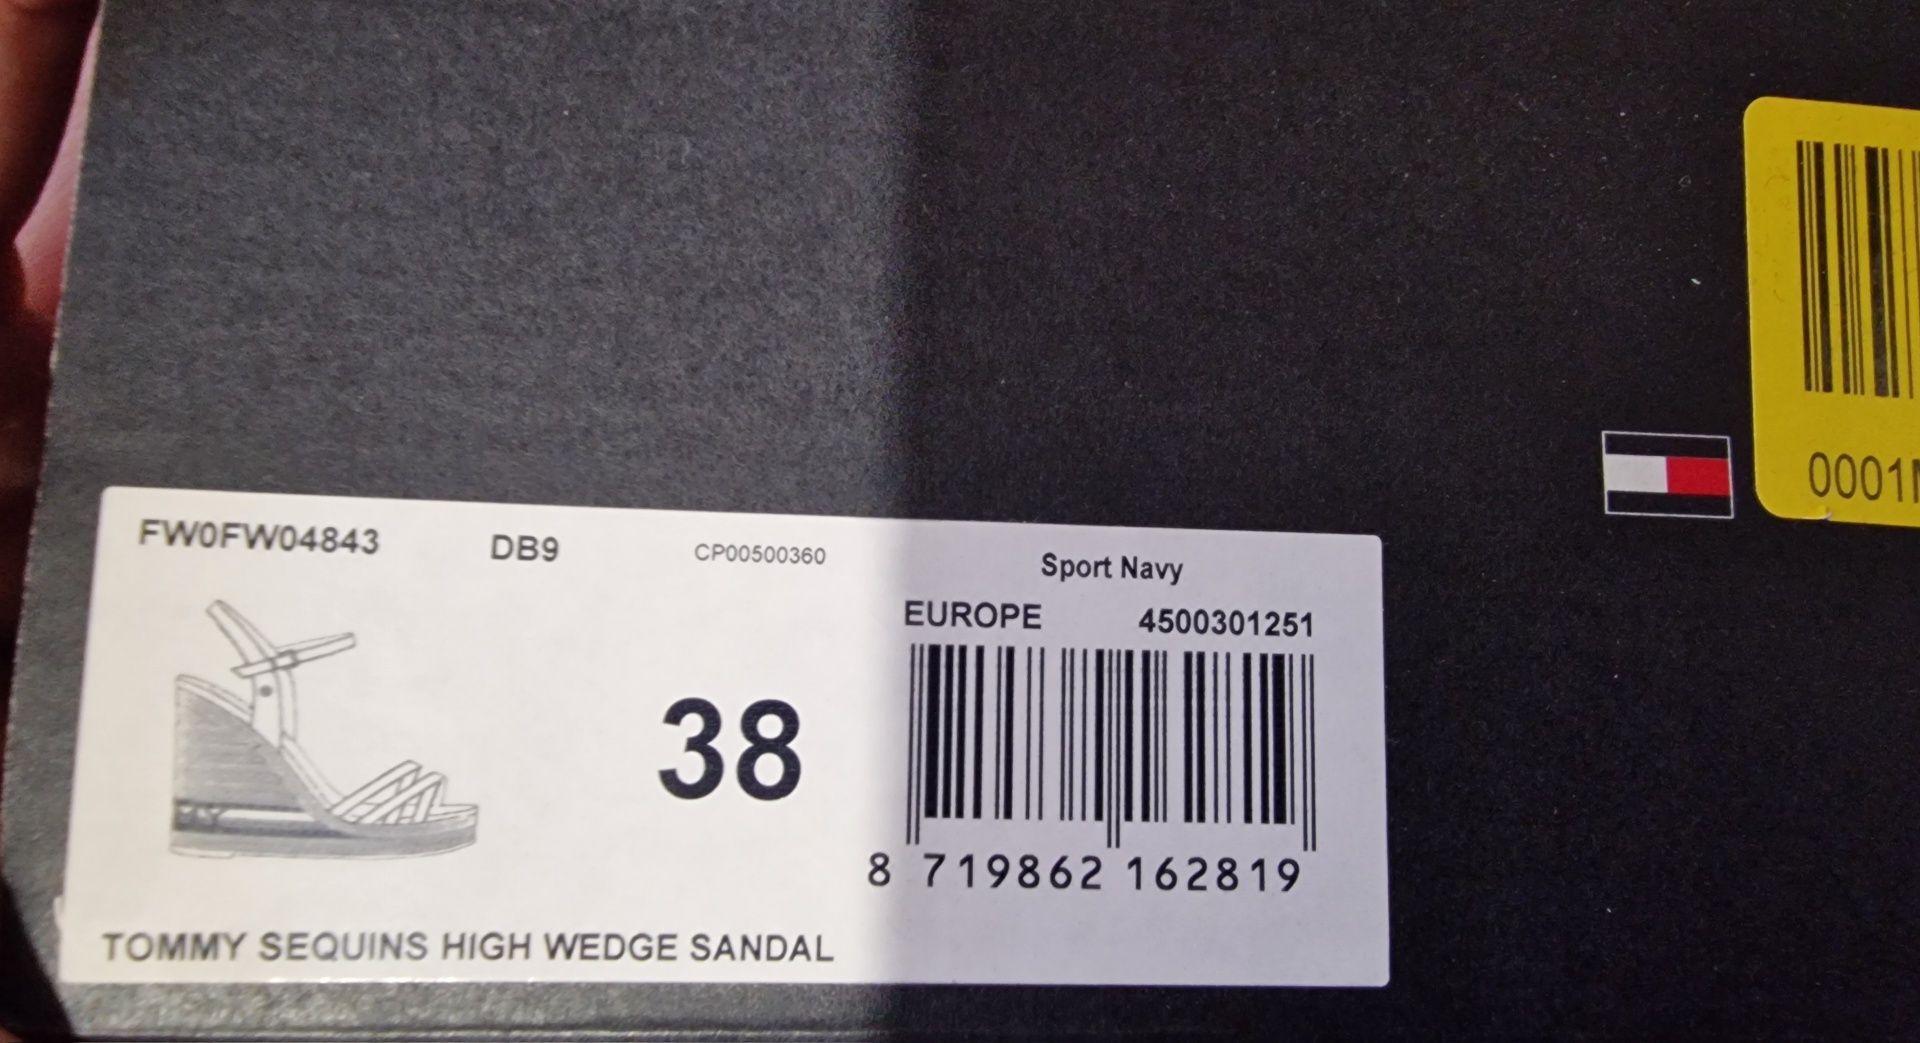 FW0FW04843 DB9 CP00500360 Sport Navy
EUROPE 4500301251
38
8 719862 162819
TOMMY SEQUINS HIGH WEDGE SANDAL
0001